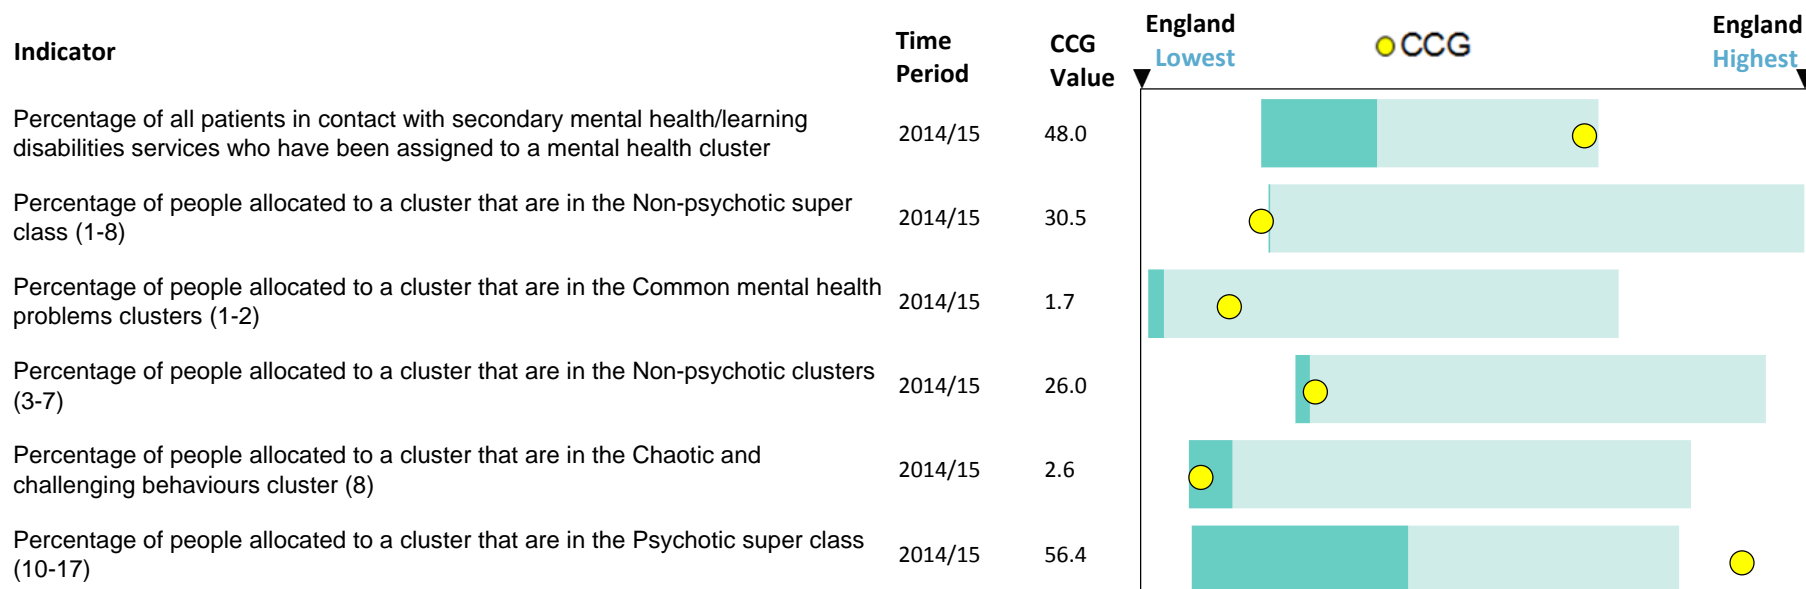 Indicator
Time Period
CCG Value
England Lowest
CCG
England Highest
Percentage of all patients in contact with secondary mental health/learning
disabilities services who have been assigned to a mental health cluster
2014/15
48.0
Percentage of people allocated to a cluster that are in the Non-psychotic super
class (1-8)
2014/15
30.5
Percentage of people allocated to a cluster that are in the Common mental health
problems clusters (1-2)
2014/15
1.7
Percentage of people allocated to a cluster that are in the Non-psychotic clusters
(3-7)
2014/15
26.0
Percentage of people allocated to a cluster that are in the Chaotic and
challenging behaviours cluster (8)
2014/15
2.6
Percentage of people allocated to a cluster that are in the Psychotic super class
(10-17)
2014/15
56.4